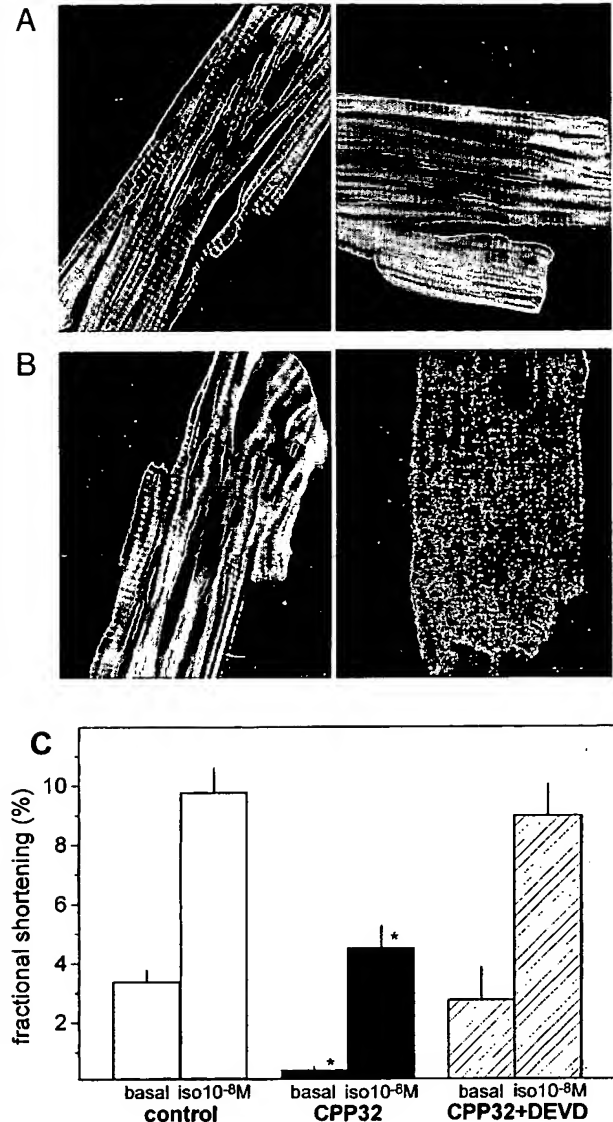 A
B
C
fractional shortening (%)
10
8
6
4
2
basal iso10-8M basal iso10-8M basal iso10-8M
control CPP32 CPP32+DEVD
* *